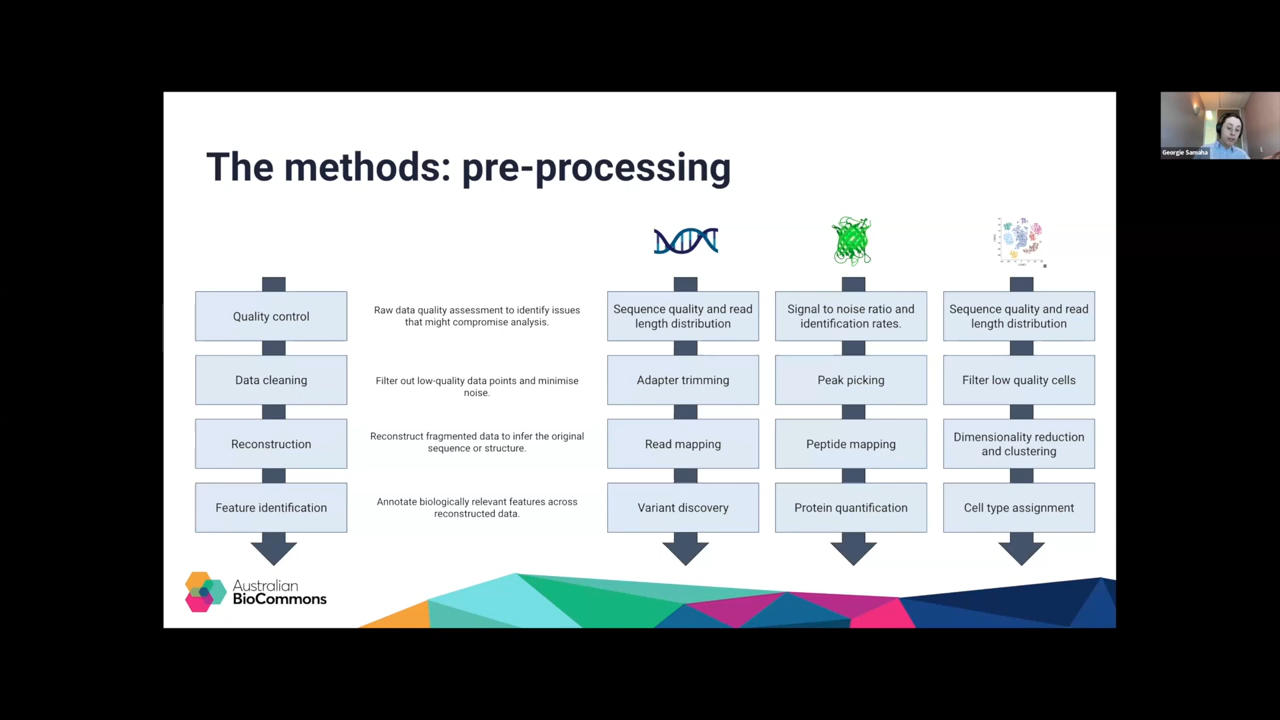 The methods: pre-processing
Georgie Samaha
Quality control
Raw data quality assessment to identify issues
that might compromise analysis.
Sequence quality and read
length distribution
Signal to noise ratio and
identification rates.
Sequence quality and read
length distribution
Data cleaning
Filter out low-quality data points and minimise
noise.
Adapter trimming
Peak picking
Filter low quality cells
Reconstruction
Reconstruct fragmented data to infer the original
sequence or structure.
Read mapping
Peptide mapping
Dimensionality reduction
and clustering
Feature identification
Annotate biologically relevant features across
reconstructed data.
Variant discovery
Protein quantification
Cell type assignment
Australian
BioCommons